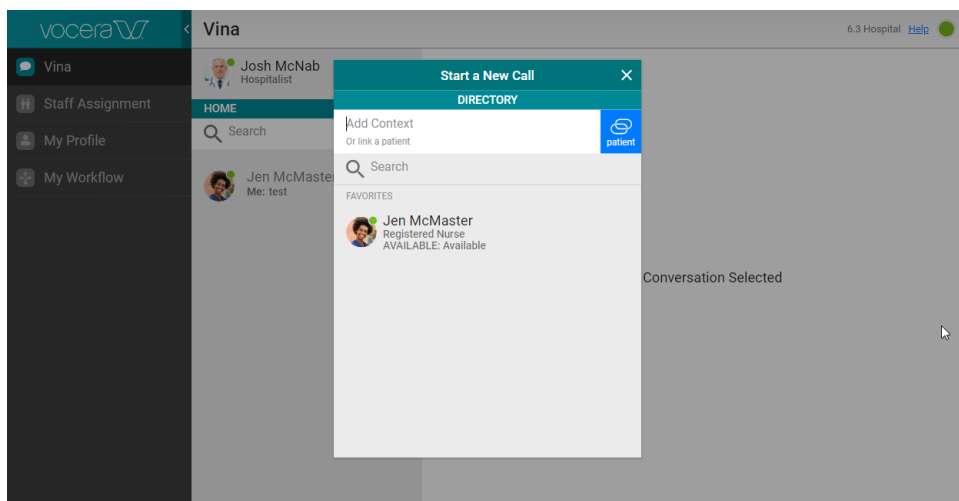 vocera
Vina
6.3 Hospital Help
Vina
Staff Assignment
My Profile
My Workflow
Josh McNab
Hospitalist
HOME
Search
Jen McMaster
Me: test
Start a New Call
DIRECTORY
Add Context
Or link a patient
patient
Search
FAVORITES
Jen McMaster
Registered Nurse
AVAILABLE: Available
Conversation Selected